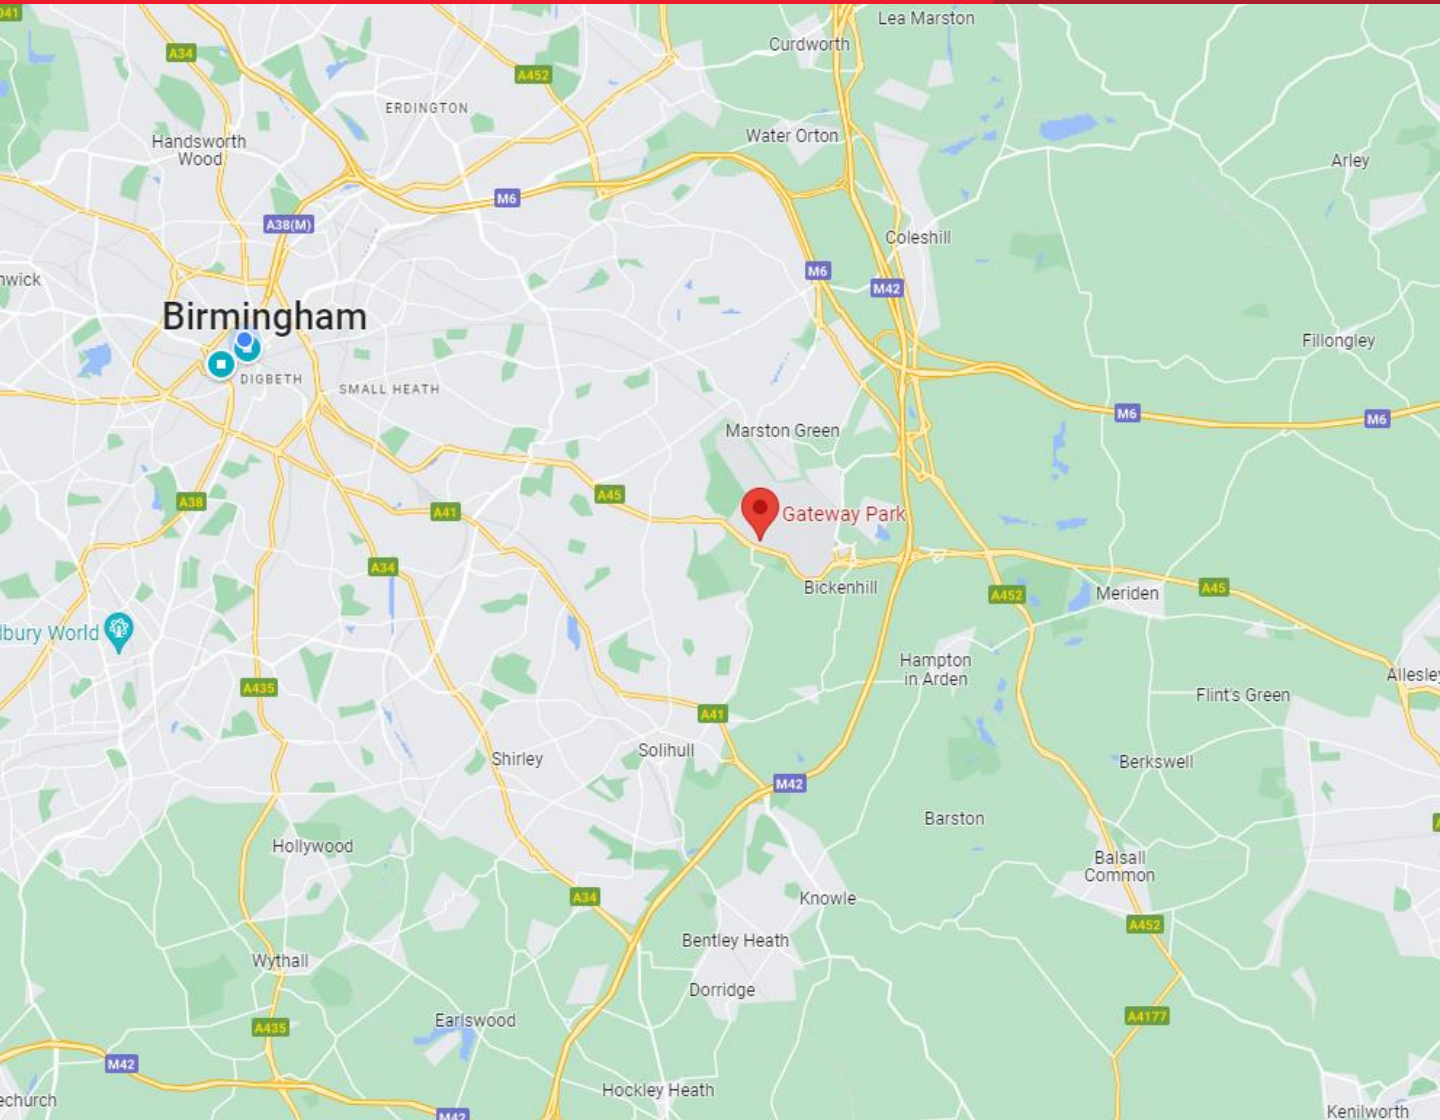 041
Lea Marston
Curdworth
A34
A452
ERDINGTON
Water Orton
Handsworth
Wood
Arley
M6
A38(M)
Coleshill
M6
nwick
M42
Birmingham
Fillongley
DIGBETH
SMALL HEATH
M6
M6
Marston Green
A45
A38
A41
Gateway Park
A34
Bickenhill
A452
Meriden
A45
lbury World
Hampton
in Arden
Allesley
A435
Flint's Green
A41
Solihull
Shirley
Berkswell
M42
Barston
Hollywood
Balsall
Common
A34
Knowle
A452
Bentley Heath
Wythall
Dorridge
A4177
Earlswood
A435
M42
Hockley Heath
echurch
Kenilworth
M42